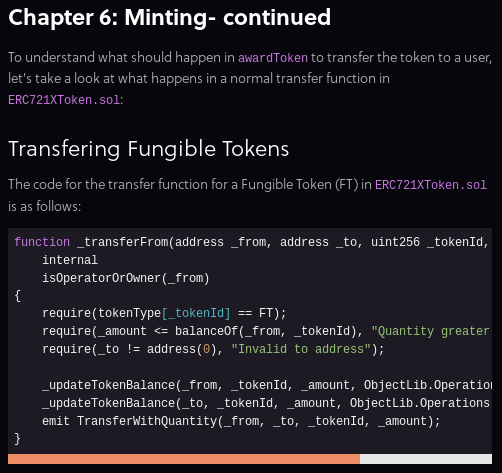 Chapter 6: Minting- continued
To understand what should happen in awardToken to transfer the token to a user,
let's take a look at what happens in a normal transfer function in
ERC721XToken.sol:
Transfering Fungible Tokens
The code for the transfer function for a Fungible Token (FT) in ERC721XToken.sol
is as follows:
function _transferFrom(address _from, address _to, uint256 _tokenId,
internal
isOperatorOrOwner(_from)
{
require(tokenType[_tokenId] == FT);
require(_amount <= balanceOf(_from, _tokenId), "Quantity greater
require(_to != address(0), "Invalid to address");
_updateTokenBalance(_from, _tokenId, _amount, ObjectLib.Operation
_updateTokenBalance(_to, _tokenId, _amount, ObjectLib.Operations
emit TransferWithQuantity(_from, _to, _tokenId, _amount);
}